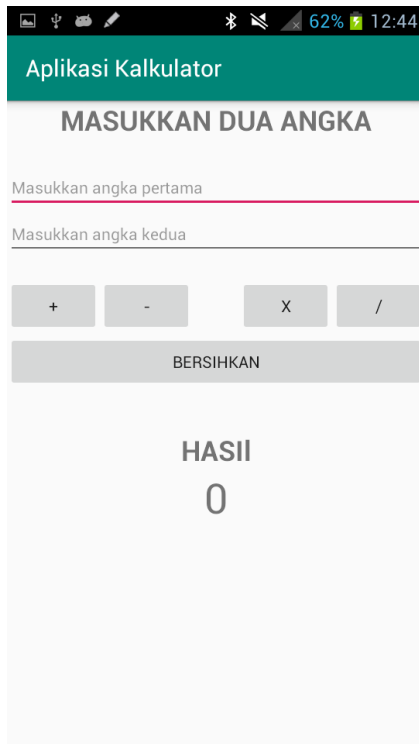 62% 12:44
Aplikasi Kalkulator
MASUKKAN DUA ANGKA
Masukkan angka pertama
Masukkan angka kedua
+ - X /
BERSIHKAN
HASIl
0